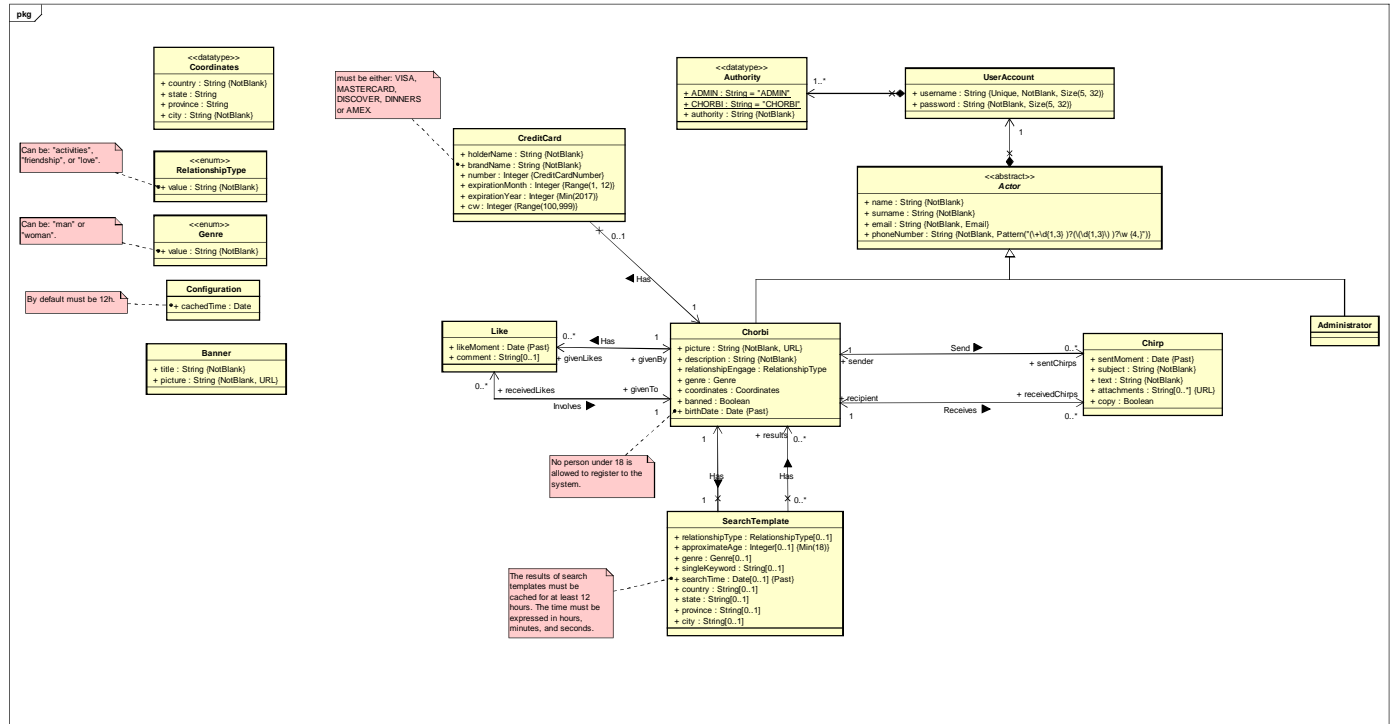 pkg
<<datatype>>
Coordinates
+ country : String {NotBlank}
+ state : String
+ province : String
+ city : String {NotBlank}
Can be: "activities",
"friendship", or "love".
<<enum>>
RelationshipType
+ value : String {NotBlank}
Can be: "man" or
"woman".
<<enum>>
Genre
+ value : String {NotBlank}
By default must be 12h.
Configuration
+ cachedTime : Date
Banner
+ title : String {NotBlank}
+ picture : String {NotBlank, URL}
must be either: VISA,
MASTERCARD,
DISCOVER, DINNERS
or AMEX.
CreditCard
+ holderName : String {NotBlank}
+ brandName : String {NotBlank}
+ number : Integer {CreditCardNumber}
+ expirationMonth : Integer {Range(1, 12)}
+ expirationYear : Integer {Min(2017)}
+ cvv : Integer {Range(100,999)}
<<datatype>>
Authority
+ ADMIN : String = "ADMIN"
+ CHORBI : String = "CHORBI"
+ authority : String {NotBlank}
1..*
UserAccount
+ username : String {Unique, NotBlank, Size(5, 32)}
+ password : String {NotBlank, Size(5, 32)}
1
<<abstract>>
Actor
+ name : String {NotBlank}
+ surname : String {NotBlank}
+ email : String {NotBlank, Email}
+ phoneNumber : String {NotBlank, Pattern("(\+\d{1,3} )?(\(\d{1,3}\) )?\w {4,}")}
0..1
Has
1
Administrator
Like
+ likeMoment : Date {Past}
+ comment : String[0..1]
0..*
Has
1
+ givenLikes
+ givenBy
0..*
+ receivedLikes
+ givenTo
Involves
1
Chorbi
+ picture : String {NotBlank, URL}
+ description : String {NotBlank}
+ relationshipEngage : RelationshipType
+ genre : Genre
+ coordinates : Coordinates
+ banned : Boolean
+ birthDate : Date {Past}
1
Send
0..*
+ sender
+ sentChirps
+ recipient
+ receivedChirps
1
Receives
0..*
Chirp
+ sentMoment : Date {Past}
+ subject : String {NotBlank}
+ text : String {NotBlank}
+ attachments : String[0..*] {URL}
+ copy : Boolean
No person under 18 is
allowed to register to the
system.
1
+ results
0..*
Has
Has
1
0..*
SearchTemplate
+ relationshipType : RelationshipType[0..1]
+ approximateAge : Integer[0..1] {Min(18)}
+ genre : Genre[0..1]
+ singleKeyword : String[0..1]
+ searchTime : Date[0..1] {Past}
+ country : String[0..1]
+ state : String[0..1]
+ province : String[0..1]
+ city : String[0..1]
The results of search
templates must be
cached for at least 12
hours. The time must be
expressed in hours,
minutes, and seconds.